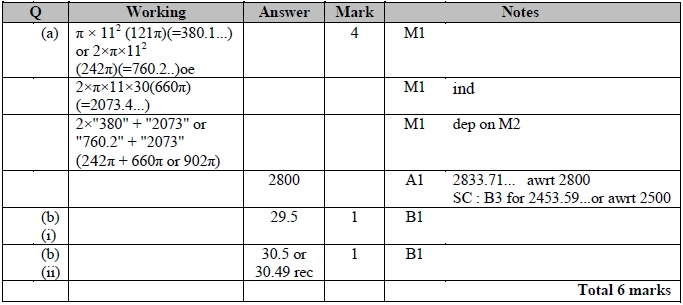 Q Working Answer Mark Notes
(a) π × 11² (121π)(=380.1...) 4 M1
or 2×π×11²
(242π)(=760.2..)oe
2×π×11×30(660π) M1 ind
(=2073.4...)
2×"380" + "2073" or M1 dep on M2
"760.2" + "2073"
(242π + 660π or 902π)
2800 A1 2833.71... awrt 2800
SC : B3 for 2453.59...or awrt 2500
(b) 29.5 1 B1
(i)
(b) 30.5 or 1 B1
(ii) 30.49 rec
Total 6 marks